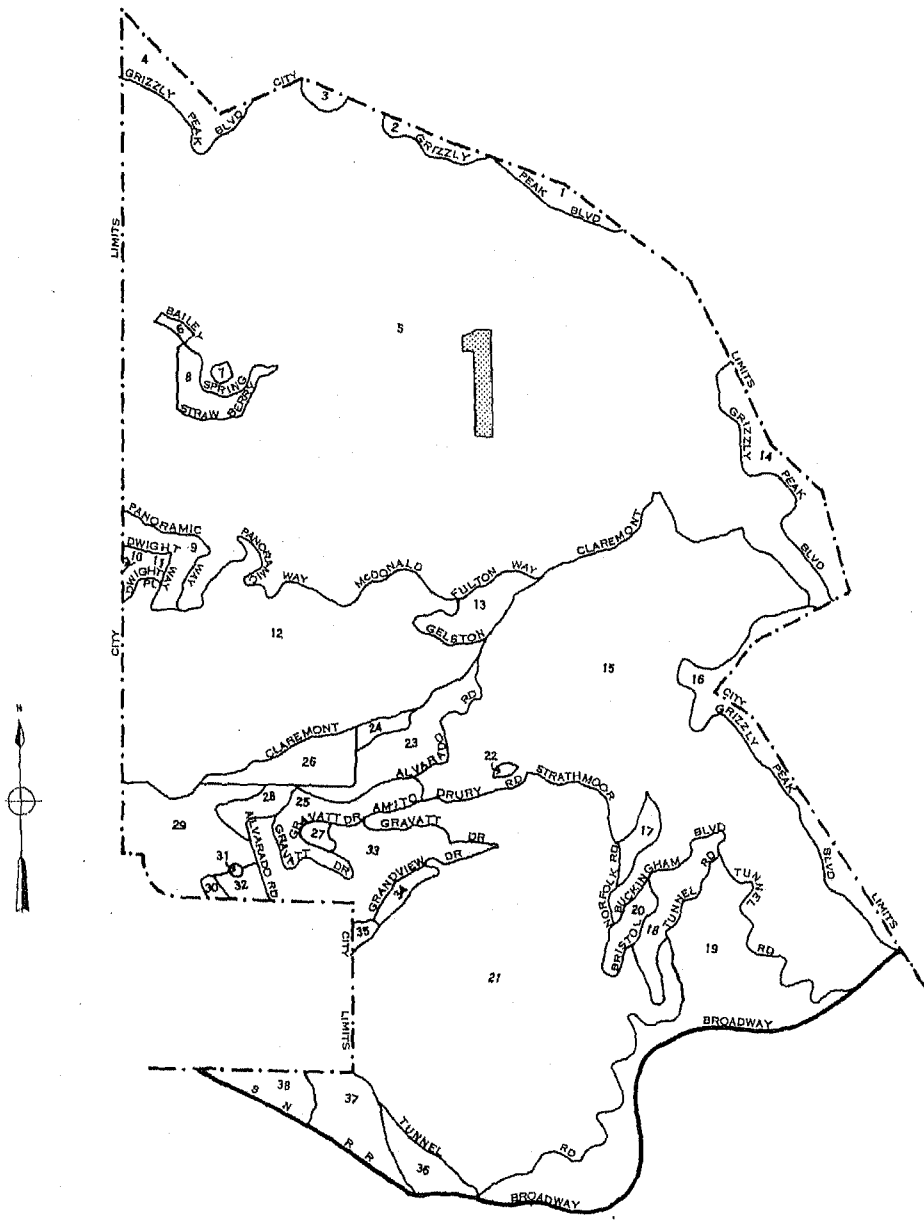 4
GRIZZLY
PEAK
BLVD
CITY
3
2
GRIZZLY
PEAK
BLVD
1
LIMITS
BAILEY
6
7
8
SPRING
STRAW BERRY
5
1
LIMITS
GRIZZLY
PEAK
BLVD
14
PANORAMIC
WAY
DWIGHT
WAY
9
10
11
DWIGHT
PL
PANORAMIC
WAY
MCDONALD
FULTON WAY
CLAREMONT
13
GELSTON
CITY
12
15
16
CITY
GRIZZLY
PEAK
BLVD
LIMITS
N
CLAREMONT
24
23
RD
26
ALVARADO
22
STRATHMOOR
28
25
AMITO
DRURY
RD
29
GRAVATT DR
GRAVATT
DR
27
ALVARADO RD
GRAVATT
DR
33
17
NORFOLK RD
BUCKINGHAM
BLVD
31
32
30
GRANDVIEW
DR
34
35
20
BRISTOL
18
TUNNEL
RD
TUNNEL
RD
19
CITY
LIMITS
21
BROADWAY
38
37
S N R R
TUNNEL
RD
36
BROADWAY